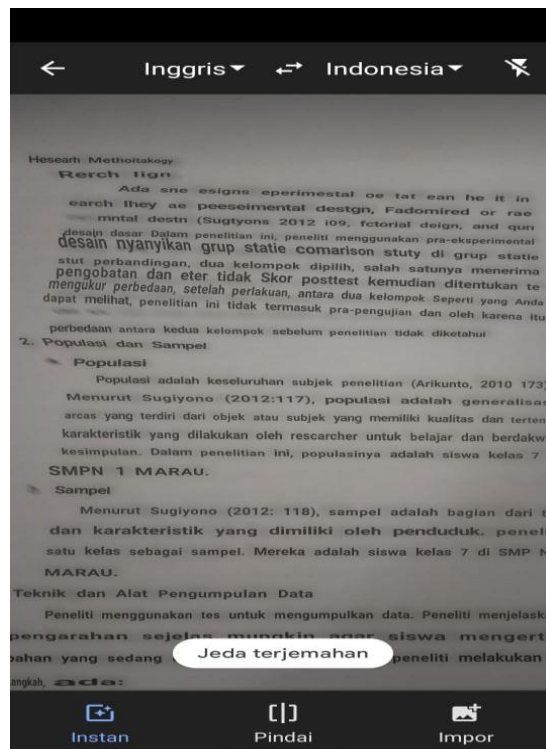 Inggris Indonesia
Hesearh Methoitakogy
Rerch lign
Ada sne esigns eperimestal oe tat ean he it in
earch lhey ae peeseimental destgn, Fadomired or rae
mntal destn (Sugtyons 2012 i09, fctorial deign, and qun
desain dasar Dalam penelitian ini, peneliti menggunakan pra-eksperimental
desain nyanyikan grup statie comarison stuty di grup statie
stut perbandingan, dua kelompok dipilih, salah satunya menerima
pengobatan dan eter tidak Skor posttest kemudian ditentukan te
mengukur perbedaan, setelah perlakuan, antara dua kelompok Seperti yang Anda
dapat melihat, penelitian ini tidak termasuk pra-pengujian dan oleh karena itu
perbedaan antara kedua kelompok sebelum penelitian tidak diketahui
2. Populasi dan Sampel
Populasi
Populasi adalah keseluruhan subjek penelitian (Arikunto, 2010 173)
Menurut Sugiyono (2012:117), populasi adalah generalisas
arcas yang terdiri dari objek atau subjek yang memiliki kualitas dan terten
karakteristik yang dilakukan oleh rescarcher untuk belajar dan berdakw
kesimpulan. Dalam penelitian ini, populasinya adalah siswa kelas 7
SMPN 1 MARAU.
Sampel
Menurut Sugiyono (2012: 118), sampel adalah bagian dari t
dan karakteristik yang dimiliki oleh penduduk. penel
satu kelas sebagai sampel. Mereka adalah siswa kelas 7 di SMP N
MARAU.
Teknik dan Alat Pengumpulan Data
Peneliti menggunakan tes untuk mengumpulkan data. Peneliti menjelask
pengarahan sejelas mungkin agar siswa mengert
bahan yang sedang peneliti melakukan
Jeda terjemahan
angkah, ada:
Instan Pindai Impor